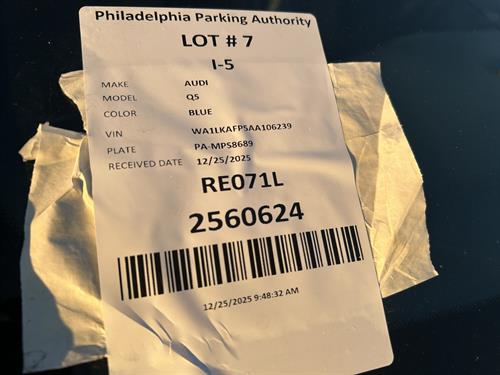 Philadelphia Parking Authority
LOT # 7
I-5
MAKE AUDI
MODEL Q5
COLOR BLUE
VIN WA1LKAFP5AA106239
PLATE PA-MPS8689
RECEIVED DATE 12/25/2025
RE071L
2560624
12/25/2025 9:48:32 AM